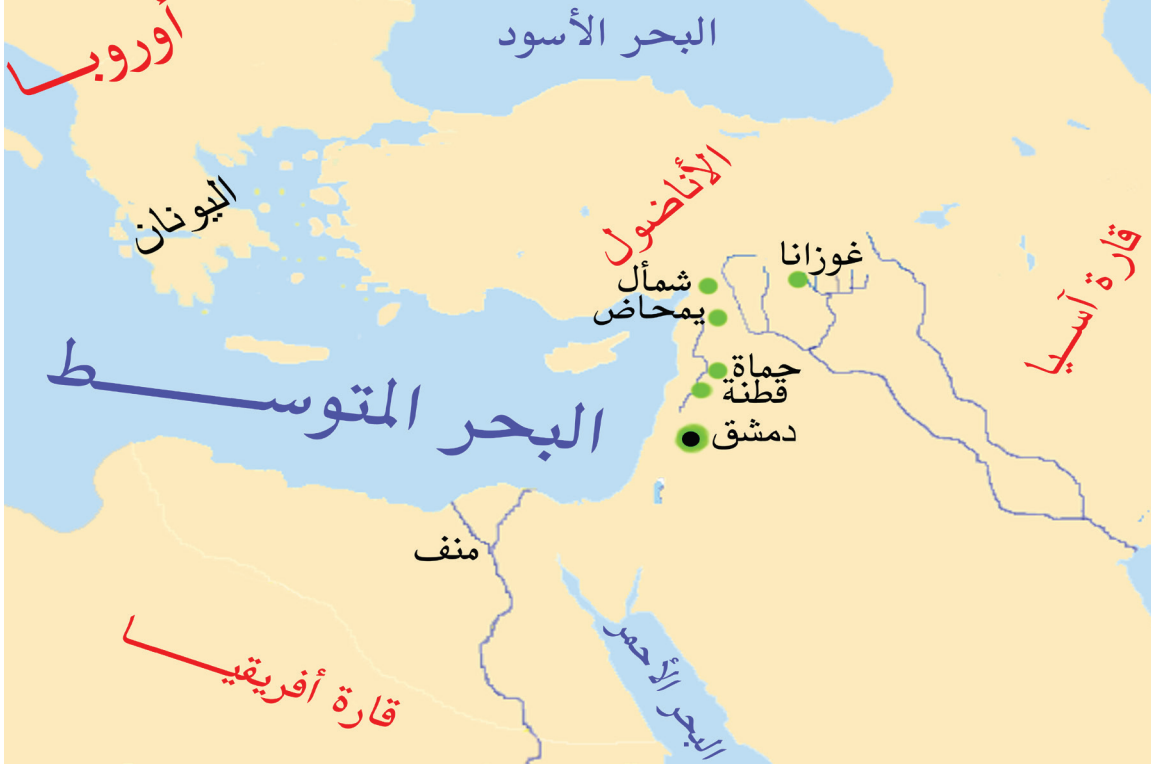 البحر الأسود
أوروبا
الأناضول
اليونان
قارة آسيا
غوزانا
شمأل
يمحاض
حماة
قطنة
دمشق
البحر المتوسط
منف
البحر الأحمر
قارة أفريقيا